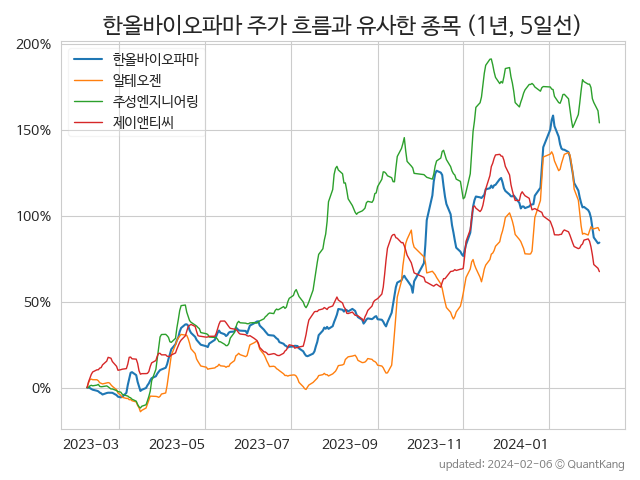 한올바이오파마 주가 흐름과 유사한 종목 (1년, 5일선)
200%
150%
100%
50%
0%
한올바이오파마
알테오젠
주성엔지니어링
제이앤티씨
2023-03 2023-05 2023-07 2023-09 2023-11 2024-01
updated: 2024-02-06 © QuantKang